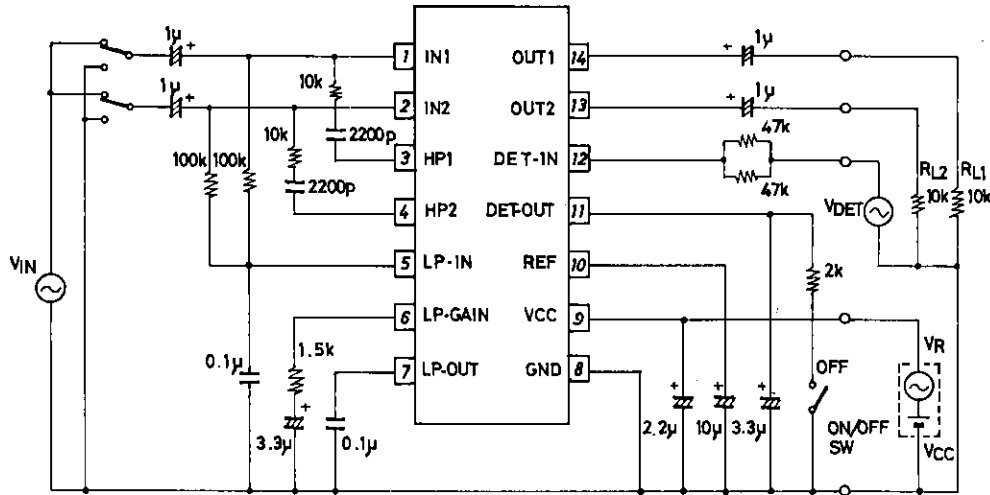 1μ
+
1μ
+
10k
10k
2200p
2200p
100k
100k
VIN
0.1μ
1.5k
+
3.3μ
0.1μ
1 IN1
2 IN2
3 HP1
4 HP2
5 LP-IN
6 LP-GAIN
7 LP-OUT
OUT1 14
OUT2 13
DET-IN 12
DET-OUT 11
REF 10
VCC 9
GND 8
+
1μ
+
1μ
47k
47k
VDET
RL2
10k
RL1
10k
2k
OFF
ON/OFF
SW
+
2.2μ
+
10μ
+
3.3μ
VR
VCC